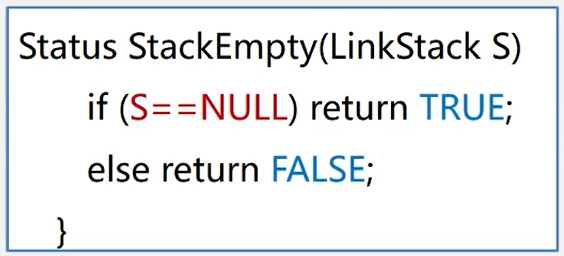 Status StackEmpty(LinkStack S)
if (S==NULL) return TRUE;
else return FALSE;
}